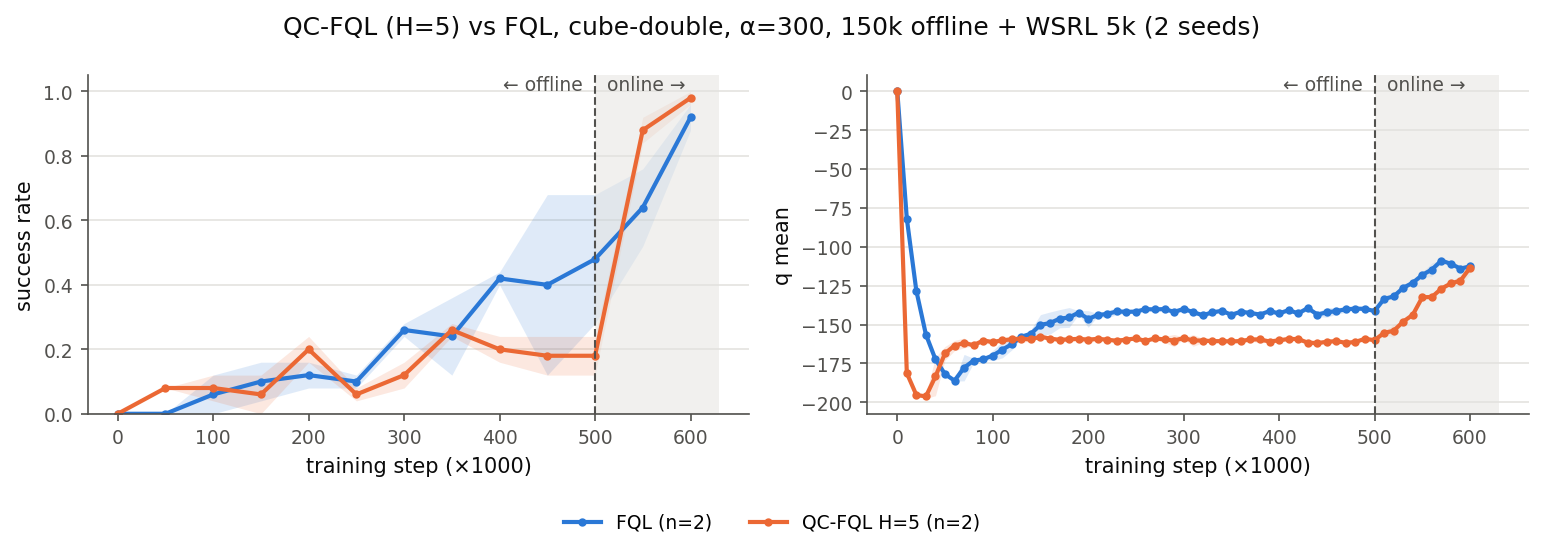 QC-FQL (H=5) vs FQL, cube-double, α=300, 150k offline + WSRL 5k (2 seeds)
← offline
online →
1.0
0.8
0.6
0.4
0.2
0.0
success rate
0
100
200
300
400
500
600
training step (×1000)
← offline
online →
0
−25
−50
−75
−100
−125
−150
−175
−200
q mean
0
100
200
300
400
500
600
training step (×1000)
FQL (n=2)
QC-FQL H=5 (n=2)